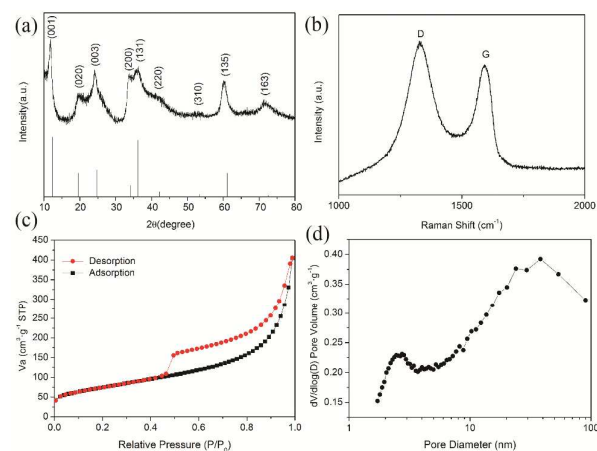 (a)
(001)
(020)
(003)
(200)
(131)
(220)
(310)
(135)
(163)
Intensity(a.u.)
10 20 30 40 50 60 70 80
2θ(degree)
(b)
D
G
Intensity (a.u.)
1000 1500 2000
Raman Shift (cm⁻¹)
(c)
450
400
350
300
250
200
150
100
50
0
Desorption
Adsorption
Va (cm³·g⁻¹ STP)
0.0 0.2 0.4 0.6 0.8 1.0
Relative Pressure (P/P₀)
(d)
0.40
0.35
0.30
0.25
0.20
0.15
dV/dlog(D) Pore Volume (cm³·g⁻¹)
1 10 100
Pore Diameter (nm)